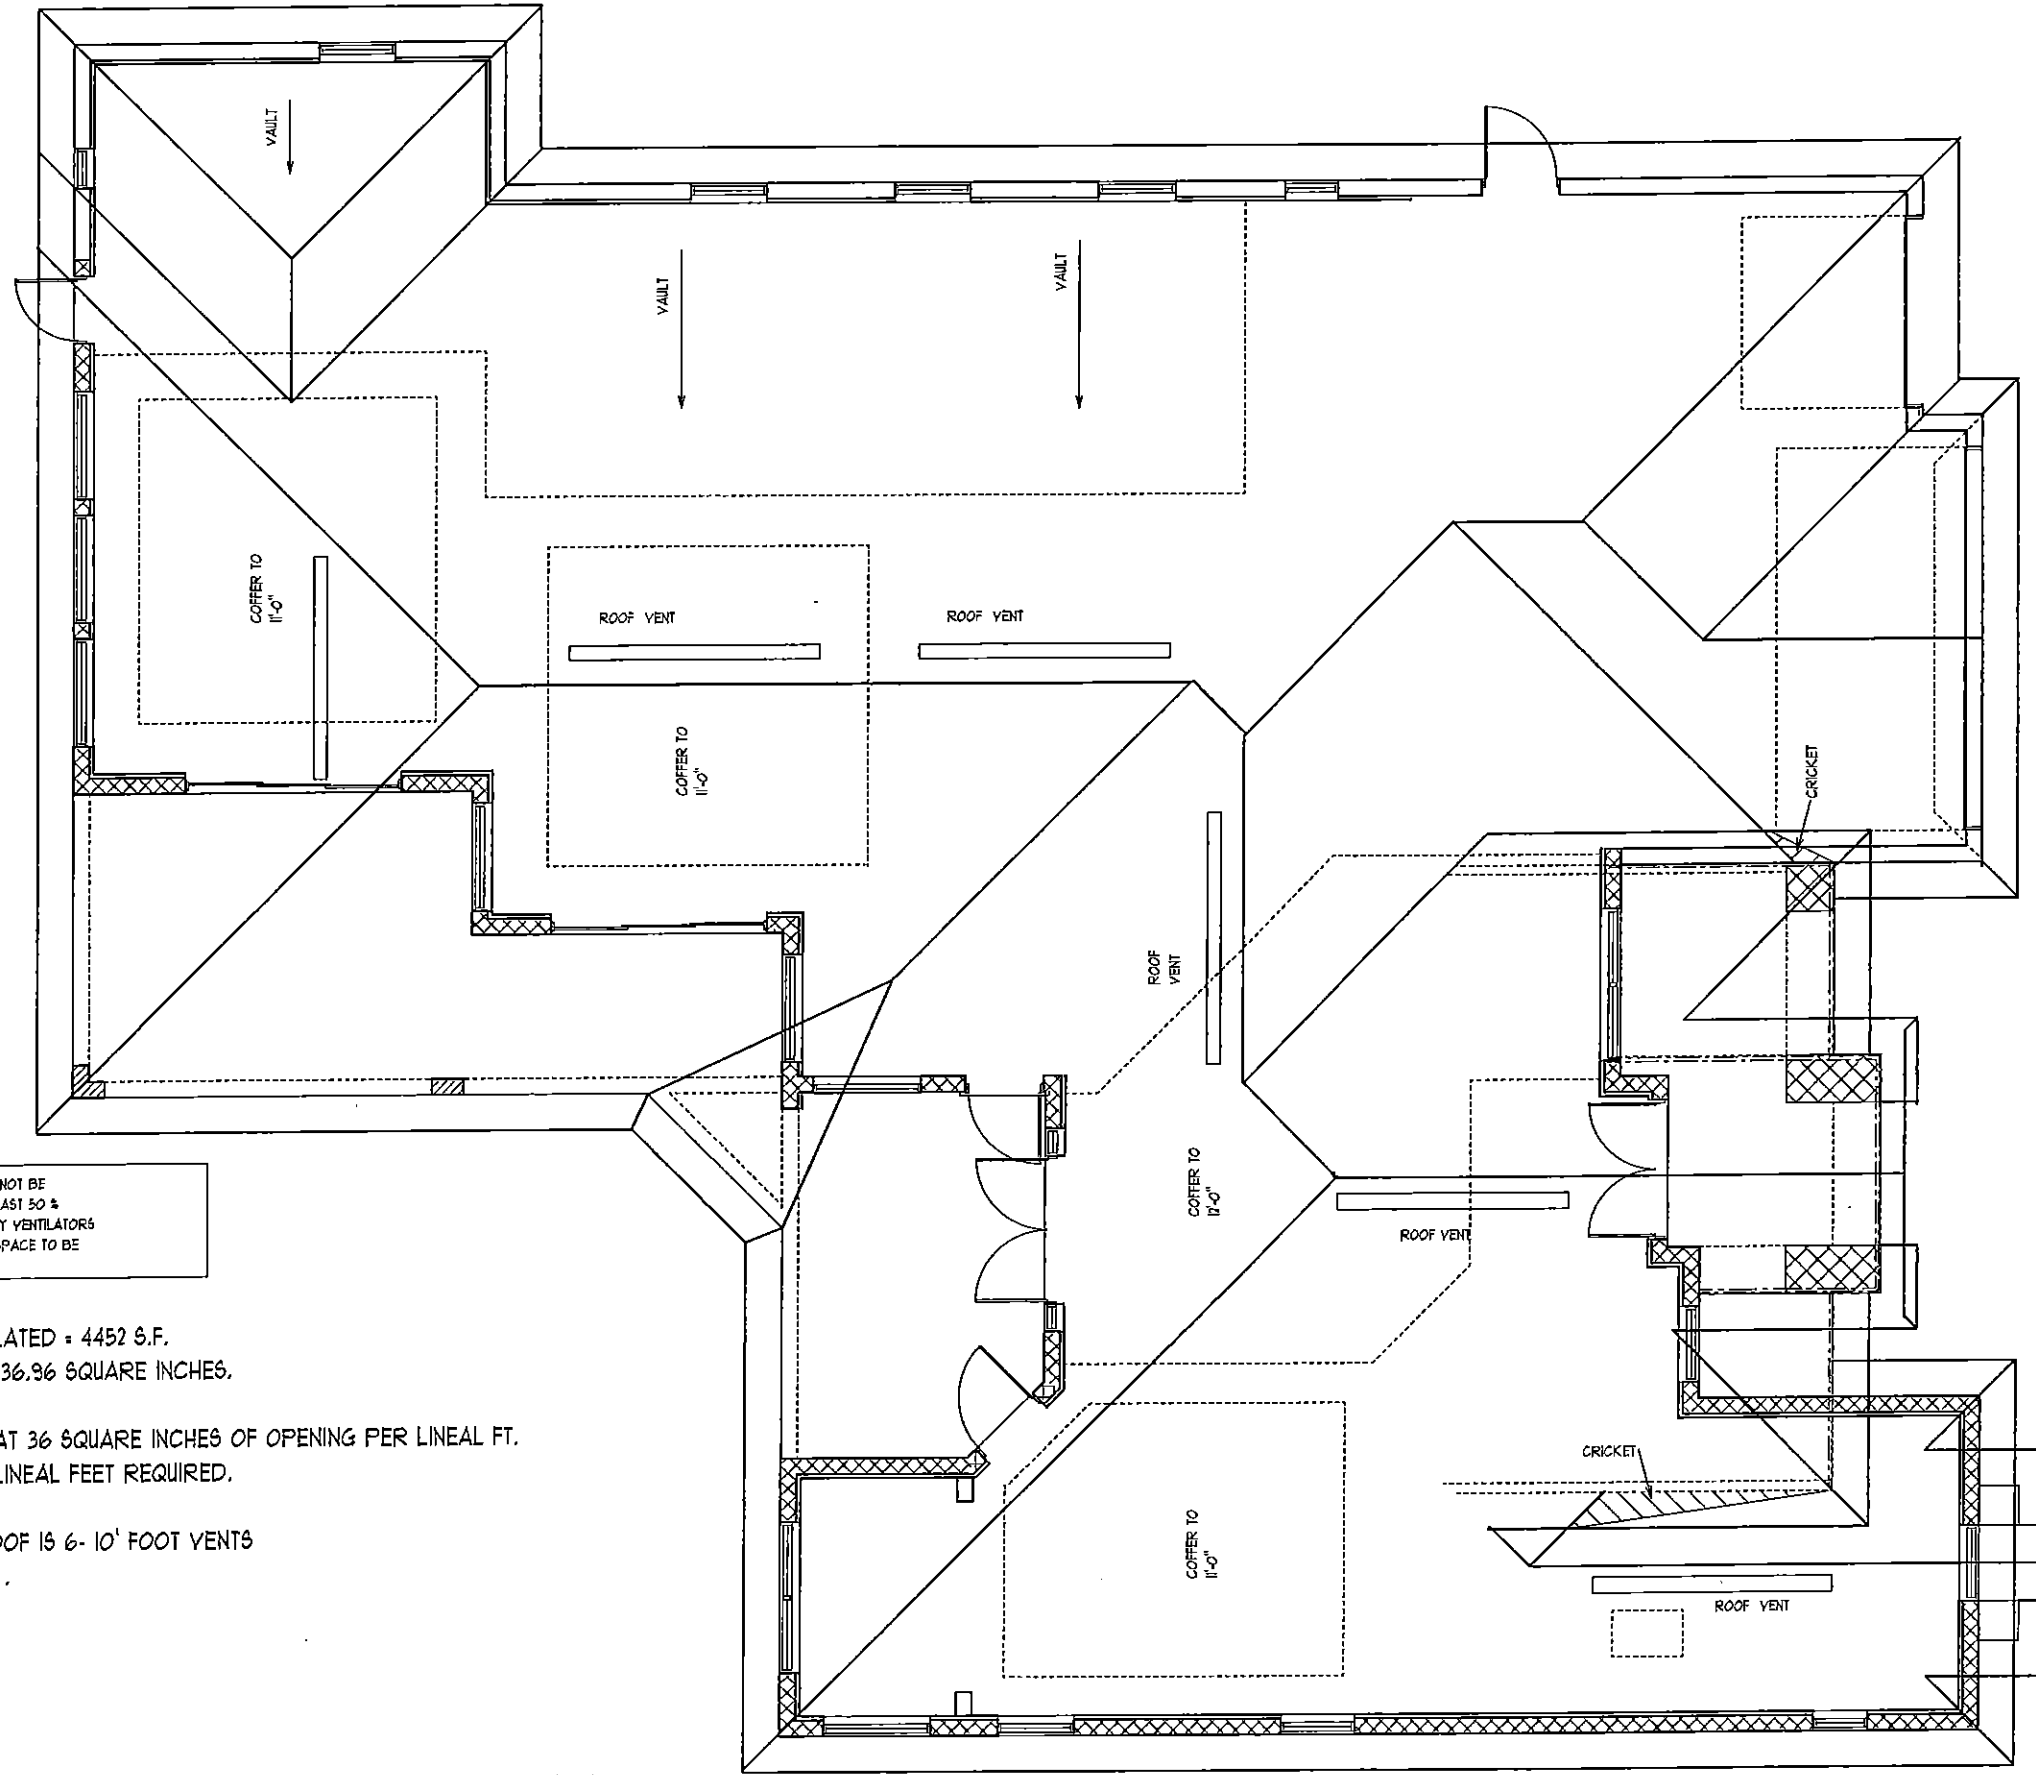 VAULT
VAULT
VAULT
COFFER TO
11'-0"
ROOF VENT
ROOF VENT
COFFER TO
11'-0"
CRICKET
ROOF
VENT
COFFER TO
12'-0"
ROOF VENT
NOT BE
AST 50 %
Y VENTILATORS
PACE TO BE
ATED = 4452 S.F.
36.96 SQUARE INCHES.
AT 36 SQUARE INCHES OF OPENING PER LINEAL FT.
LINEAL FEET REQUIRED.
OOF IS 6- 10' FOOT VENTS
.
CRICKET
COFFER TO
11'-0"
ROOF VENT